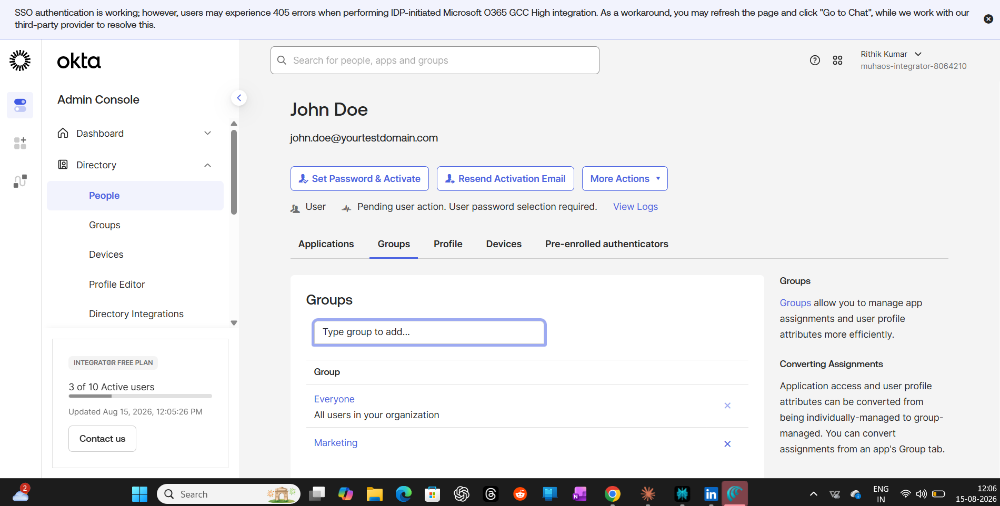 SSO authentication is working; however, users may experience 405 errors when performing IDP-initiated Microsoft O365 GCC High integration. As a workaround, you may refresh the page and click "Go to Chat", while we work with our
third-party provider to resolve this.
okta
Search for people, apps and groups
Rithik Kumar
muhaos-integrator-8064210
Admin Console
Dashboard
Directory
People
Groups
Devices
Profile Editor
Directory Integrations
INTEGRATOR FREE PLAN
3 of 10 Active users
Updated Aug 15, 2026, 12:05:26 PM
Contact us
John Doe
john.doe@yourtestdomain.com
Set Password & Activate
Resend Activation Email
More Actions
User
Pending user action. User password selection required.
View Logs
Applications
Groups
Profile
Devices
Pre-enrolled authenticators
Groups
Type group to add...
Group
Everyone
All users in your organization
Marketing
Groups
Groups allow you to manage app
assignments and user profile
attributes more efficiently.
Converting Assignments
Application access and user profile
attributes can be converted from
being individually-managed to group-
managed. You can convert
assignments from an app's Group tab.
2
Search
N
in
ENG
IN
12:06
15-08-2026